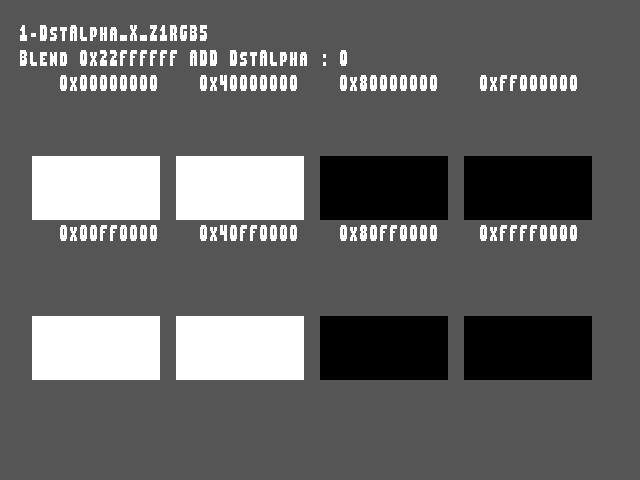 1-DstAlpha_X_Z1RGB5
Blend 0x22ffffff ADD DstAlpha : 0
0x00000000 0x40000000 0x80000000 0xff000000
0x00ff0000 0x40ff0000 0x80ff0000 0xffff0000